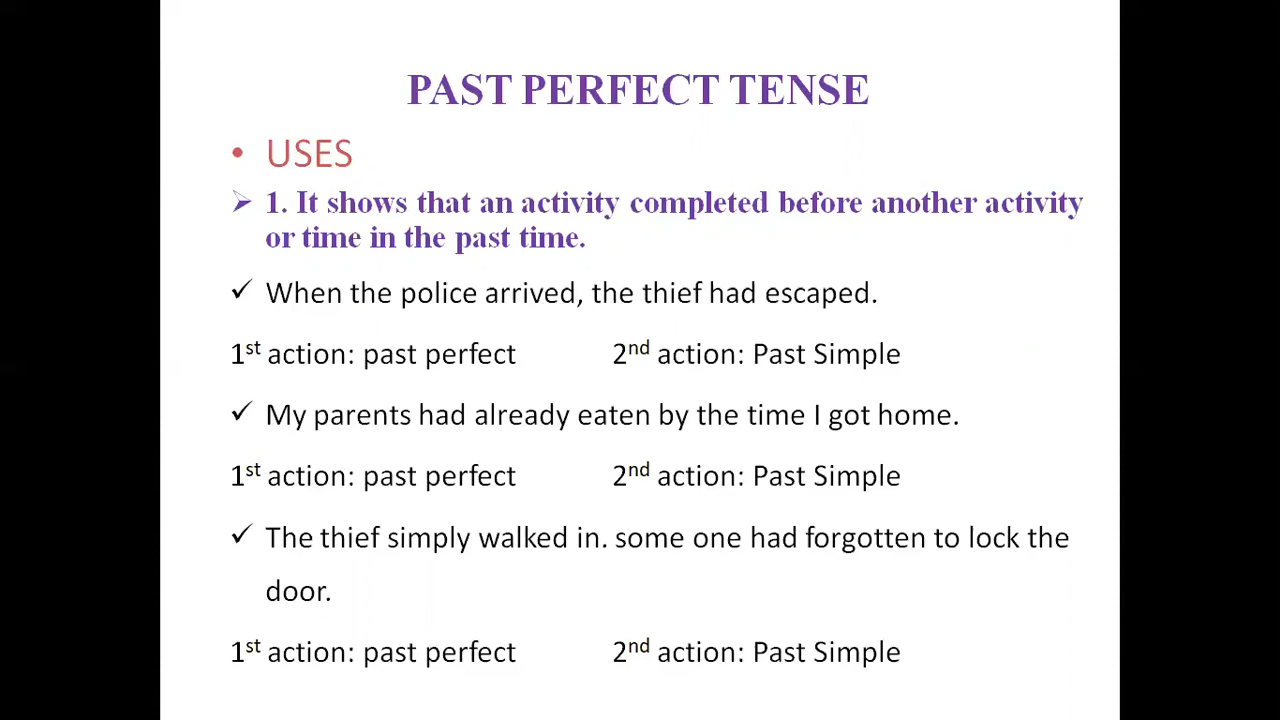 PAST PERFECT TENSE
• USES
➢ 1. It shows that an activity completed before another activity
or time in the past time.
✓ When the police arrived, the thief had escaped.
1st action: past perfect 2nd action: Past Simple
✓ My parents had already eaten by the time I got home.
1st action: past perfect 2nd action: Past Simple
✓ The thief simply walked in. some one had forgotten to lock the
door.
1st action: past perfect 2nd action: Past Simple